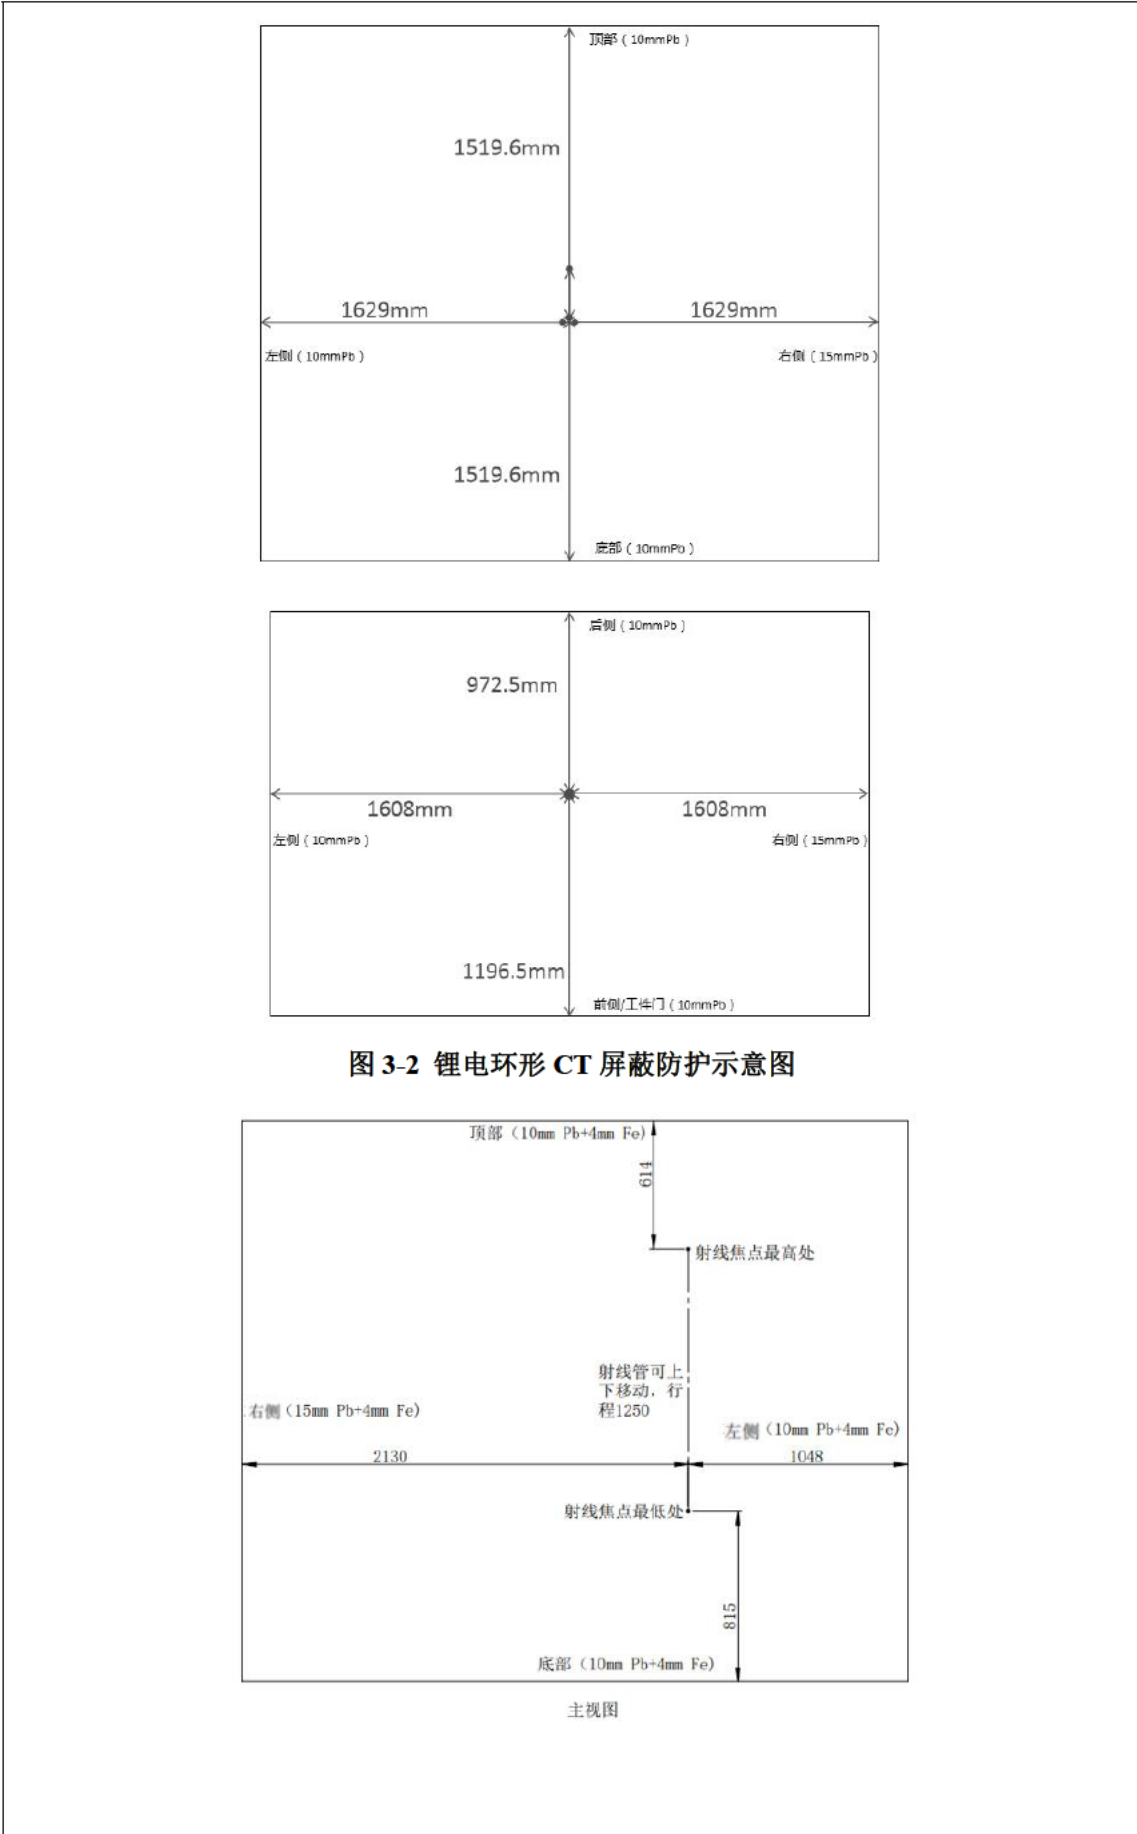 顶部（10mmPb）
1519.6mm
1629mm
1629mm
左侧（10mmPb）
右侧（15mmPb）
1519.6mm
底部（10mmPb）
后侧（10mmPb）
972.5mm
1608mm
1608mm
左侧（10mmPb）
右侧（15mmPb）
1196.5mm
前侧/工件门（10mmPb）
图 3-2 锂电环形 CT 屏蔽防护示意图
顶部（10mm Pb+4mm Fe)
614
射线焦点最高处
射线管可上
下移动，行
程1250
右侧（15mm Pb+4mm Fe)
左侧（10mm Pb+4mm Fe)
2130
1048
射线焦点最低处
815
底部（10mm Pb+4mm Fe)
主视图